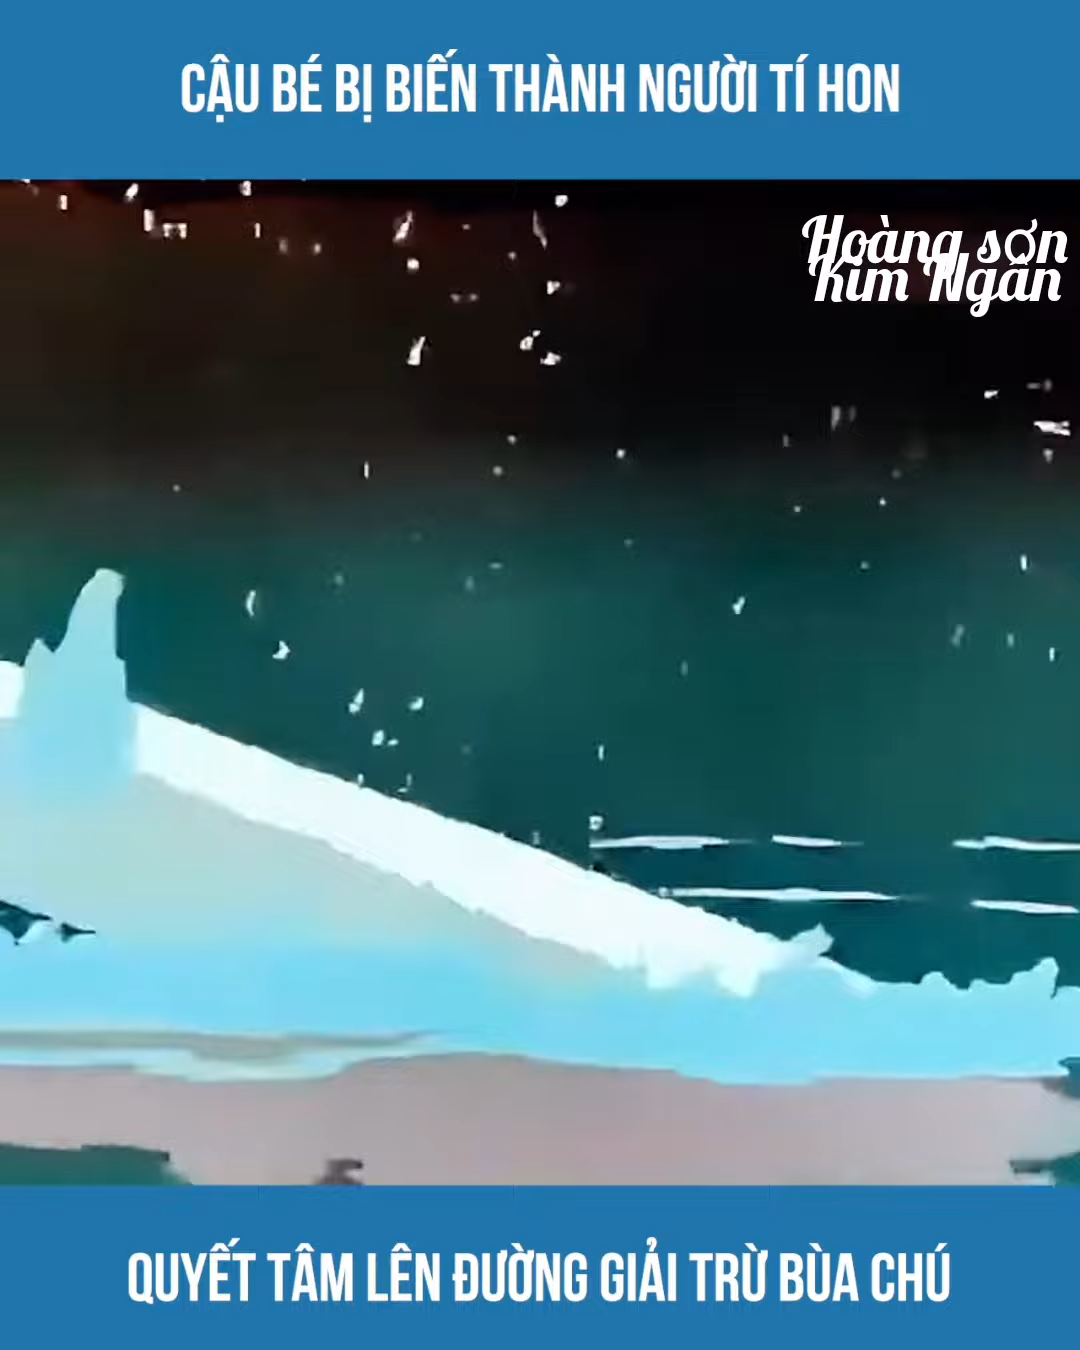 CẬU BÉ BỊ BIẾN THÀNH NGƯỜI TÍ HON
Hoàng sơn
Kim Ngân
QUYẾT TÂM LÊN ĐƯỜNG GIẢI TRỪ BÙA CHÚ